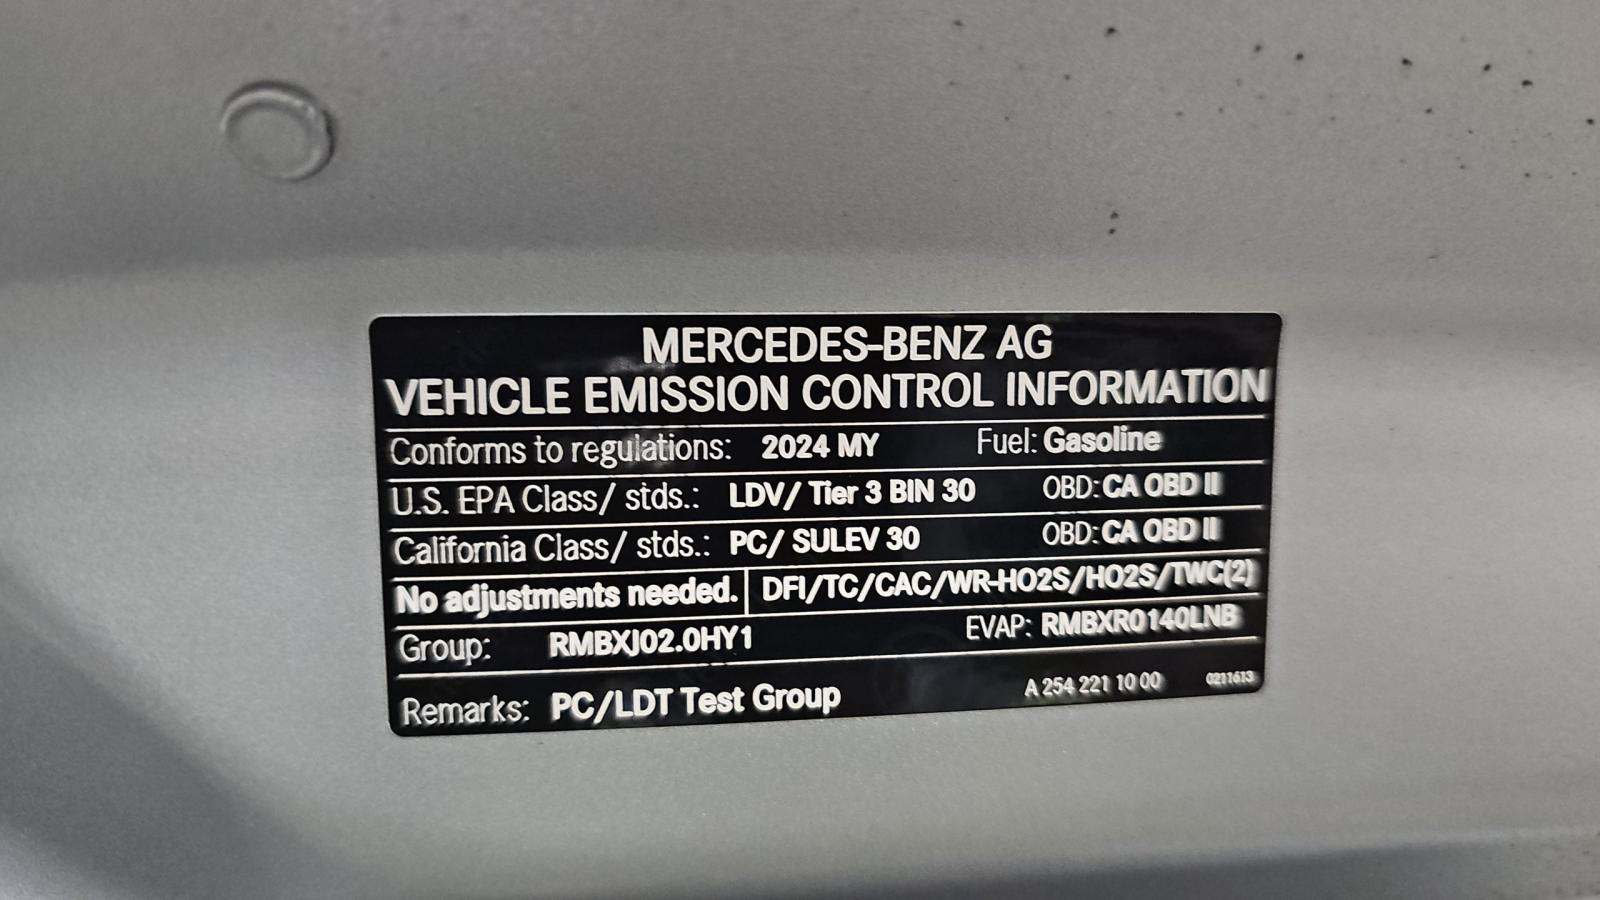 MERCEDES-BENZ AG
VEHICLE EMISSION CONTROL INFORMATION
Conforms to regulations: 2024 MY Fuel: Gasoline
U.S. EPA Class/ stds.: LDV/ Tier 3 BIN 30 OBD: CA OBD II
California Class/ stds.: PC/ SULEV 30 OBD: CA OBD II
No adjustments needed. DFI/TC/CAC/WR-HO2S/HO2S/TWC(2)
Group: RMBXJ02.0HY1 EVAP: RMBXR0140LNB
Remarks: PC/LDT Test Group A 254 221 10 00 0211613